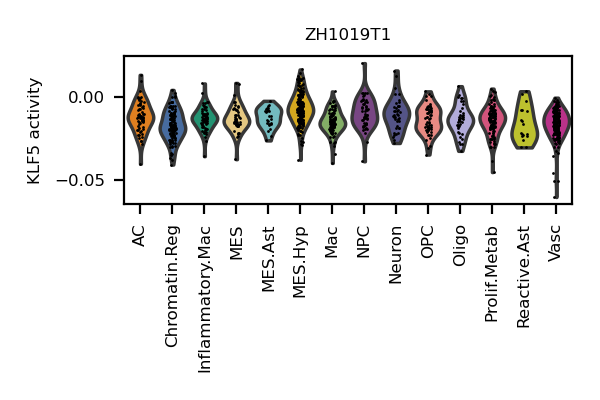 ZH1019T1
KLF5 activity
0.00
−0.05
AC
Chromatin.Reg
Inflammatory.Mac
MES
MES.Ast
MES.Hyp
Mac
NPC
Neuron
OPC
Oligo
Prolif.Metab
Reactive.Ast
Vasc